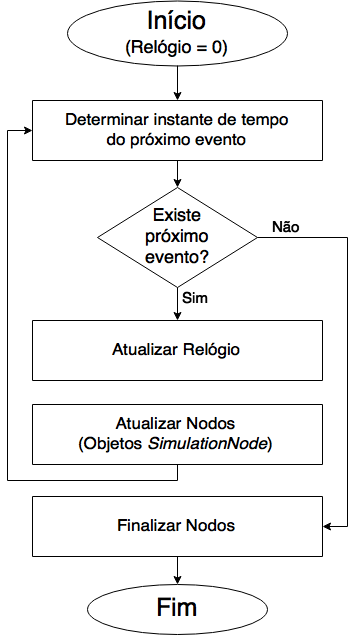 Início
(Relógio = 0)
Determinar instante de tempo
do próximo evento
Existe
próximo
evento?
Não
Sim
Atualizar Relógio
Atualizar Nodos
(Objetos SimulationNode)
Finalizar Nodos
Fim